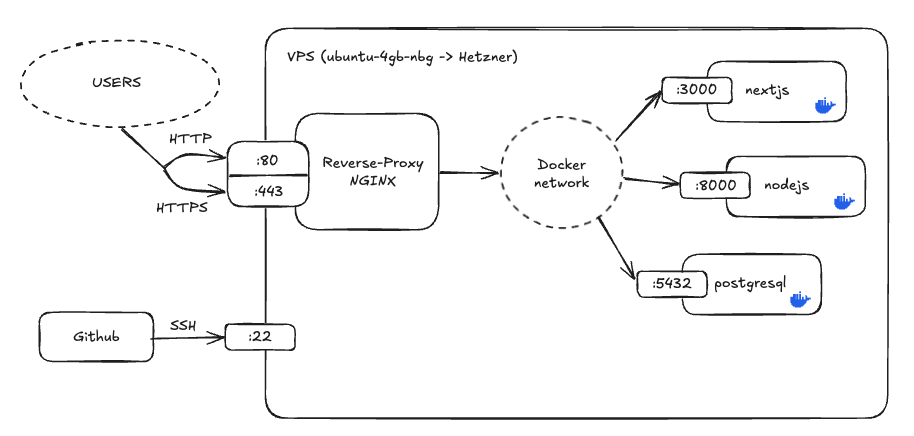 VPS (ubuntu-4gb-nbg -> Hetzner)
USERS
HTTP
HTTPS
:80
:443
Reverse-Proxy
NGINX
Docker
network
:3000
nextjs
:8000
nodejs
:5432
postgresql
Github
SSH
:22